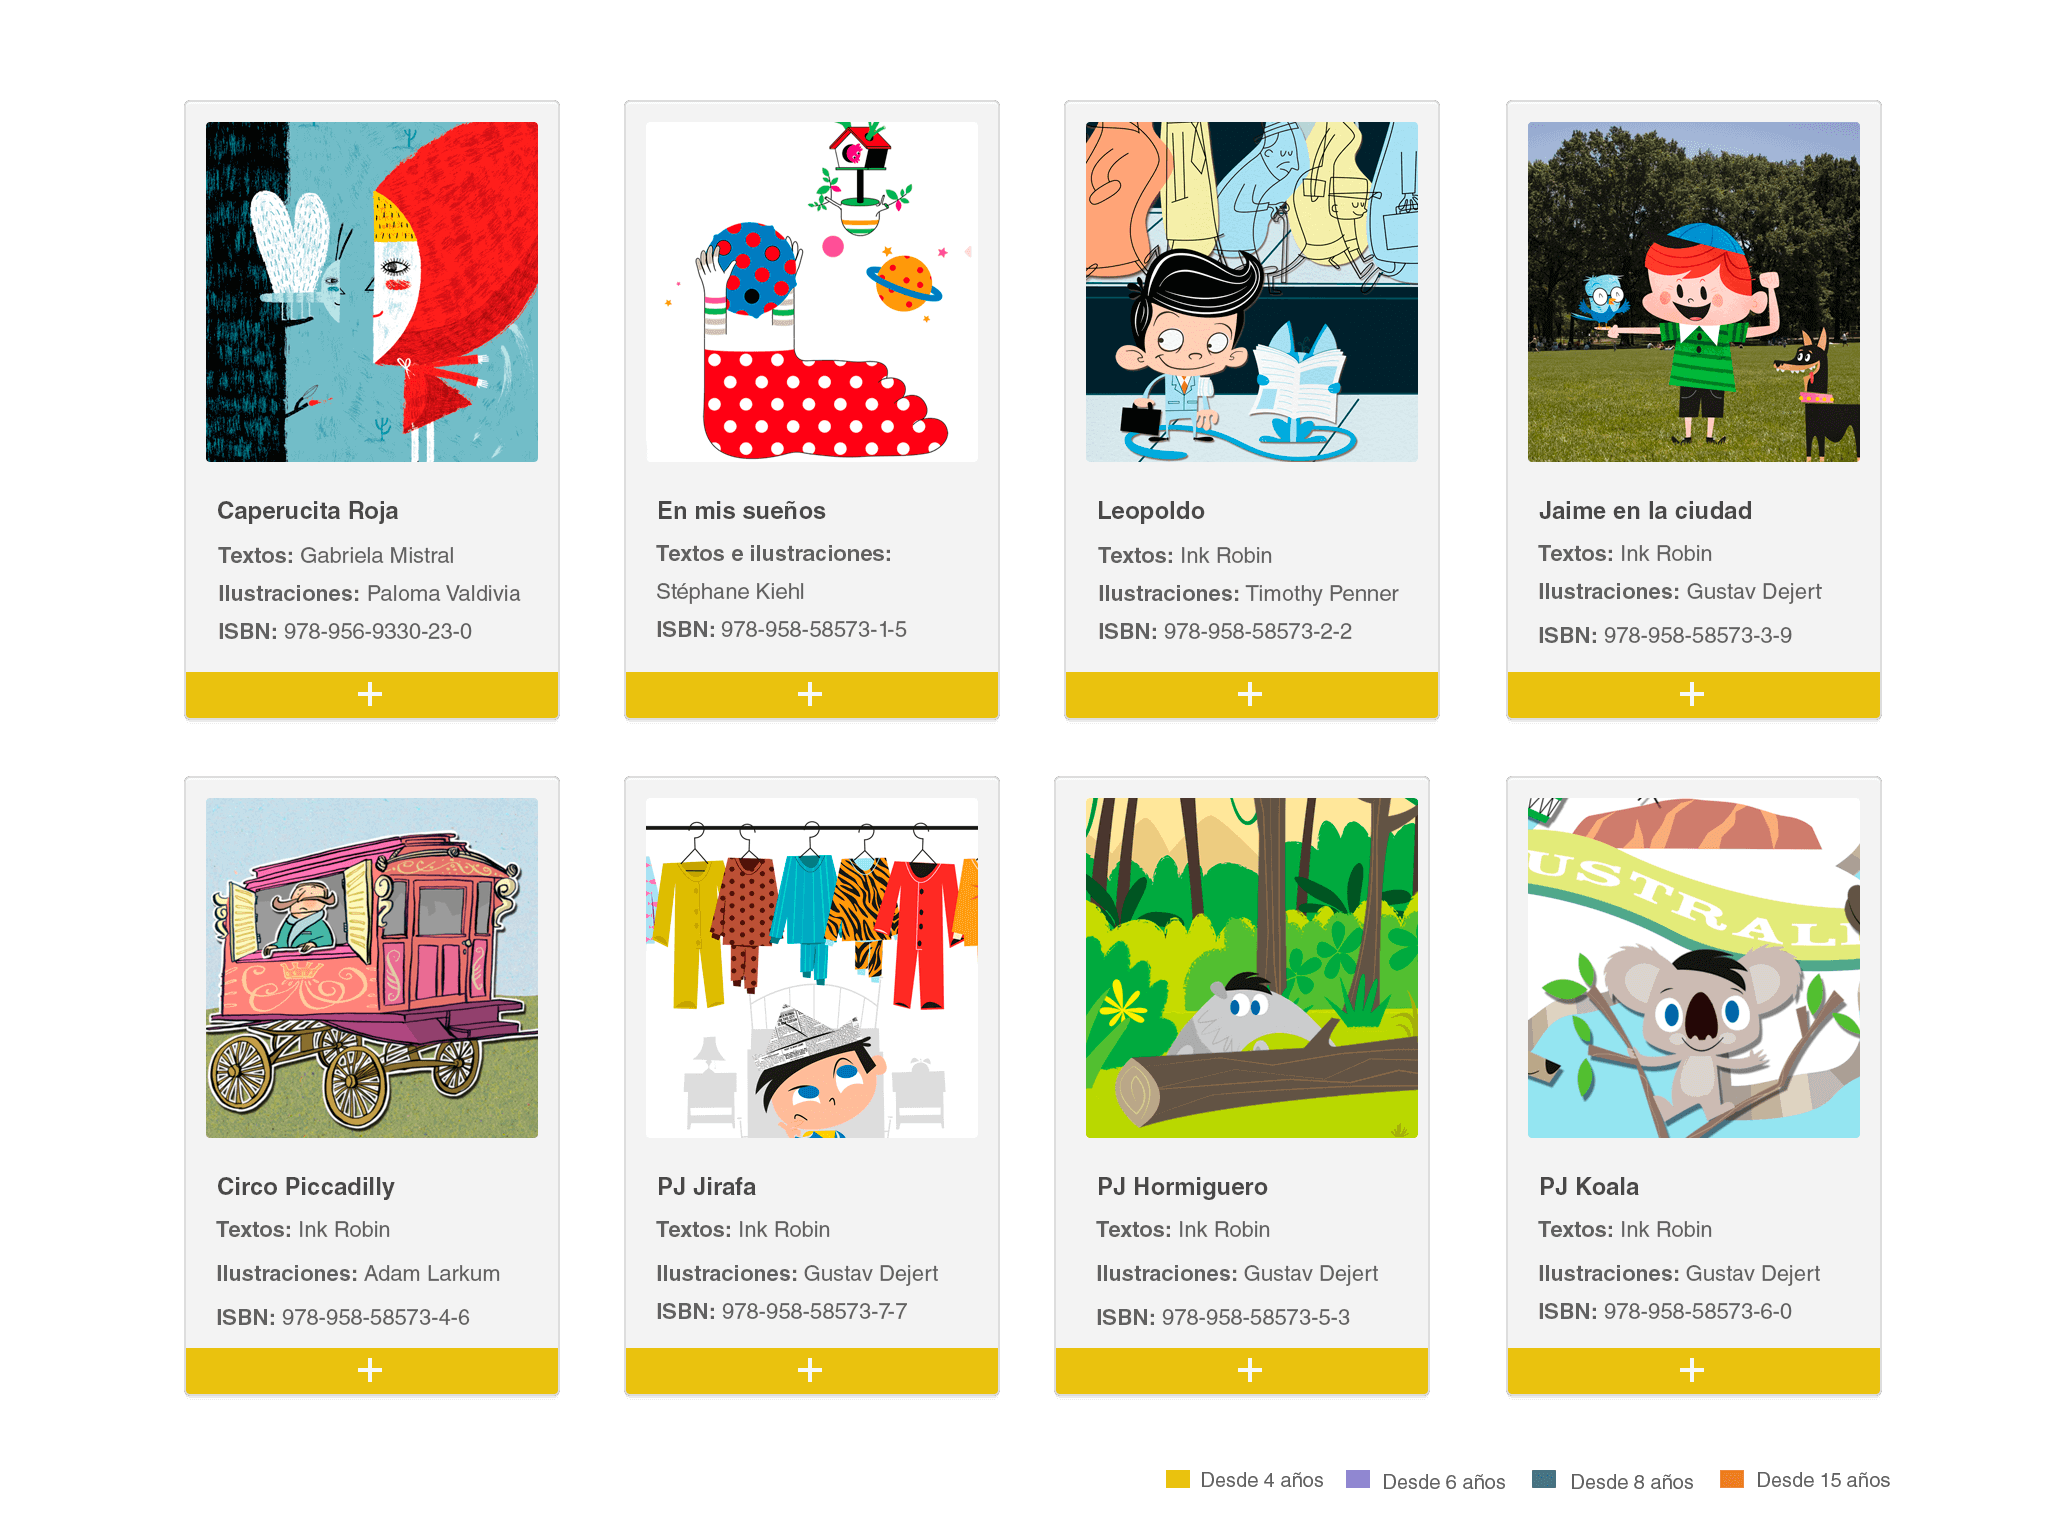 Caperucita Roja
Textos: Gabriela Mistral
Ilustraciones: Paloma Valdivia
ISBN: 978-956-9330-23-0
En mis sueños
Textos e ilustraciones:
Stéphane Kiehl
ISBN: 978-958-58573-1-5
Leopoldo
Textos: Ink Robin
Ilustraciones: Timothy Penner
ISBN: 978-958-58573-2-2
Jaime en la ciudad
Textos: Ink Robin
Ilustraciones: Gustav Dejert
ISBN: 978-958-58573-3-9
Circo Piccadilly
Textos: Ink Robin
Ilustraciones: Adam Larkum
ISBN: 978-958-58573-4-6
PJ Jirafa
Textos: Ink Robin
Ilustraciones: Gustav Dejert
ISBN: 978-958-58573-7-7
PJ Hormiguero
Textos: Ink Robin
Ilustraciones: Gustav Dejert
ISBN: 978-958-58573-5-3
USTRALI
PJ Koala
Textos: Ink Robin
Ilustraciones: Gustav Dejert
ISBN: 978-958-58573-6-0
Desde 4 años
Desde 6 años
Desde 8 años
Desde 15 años